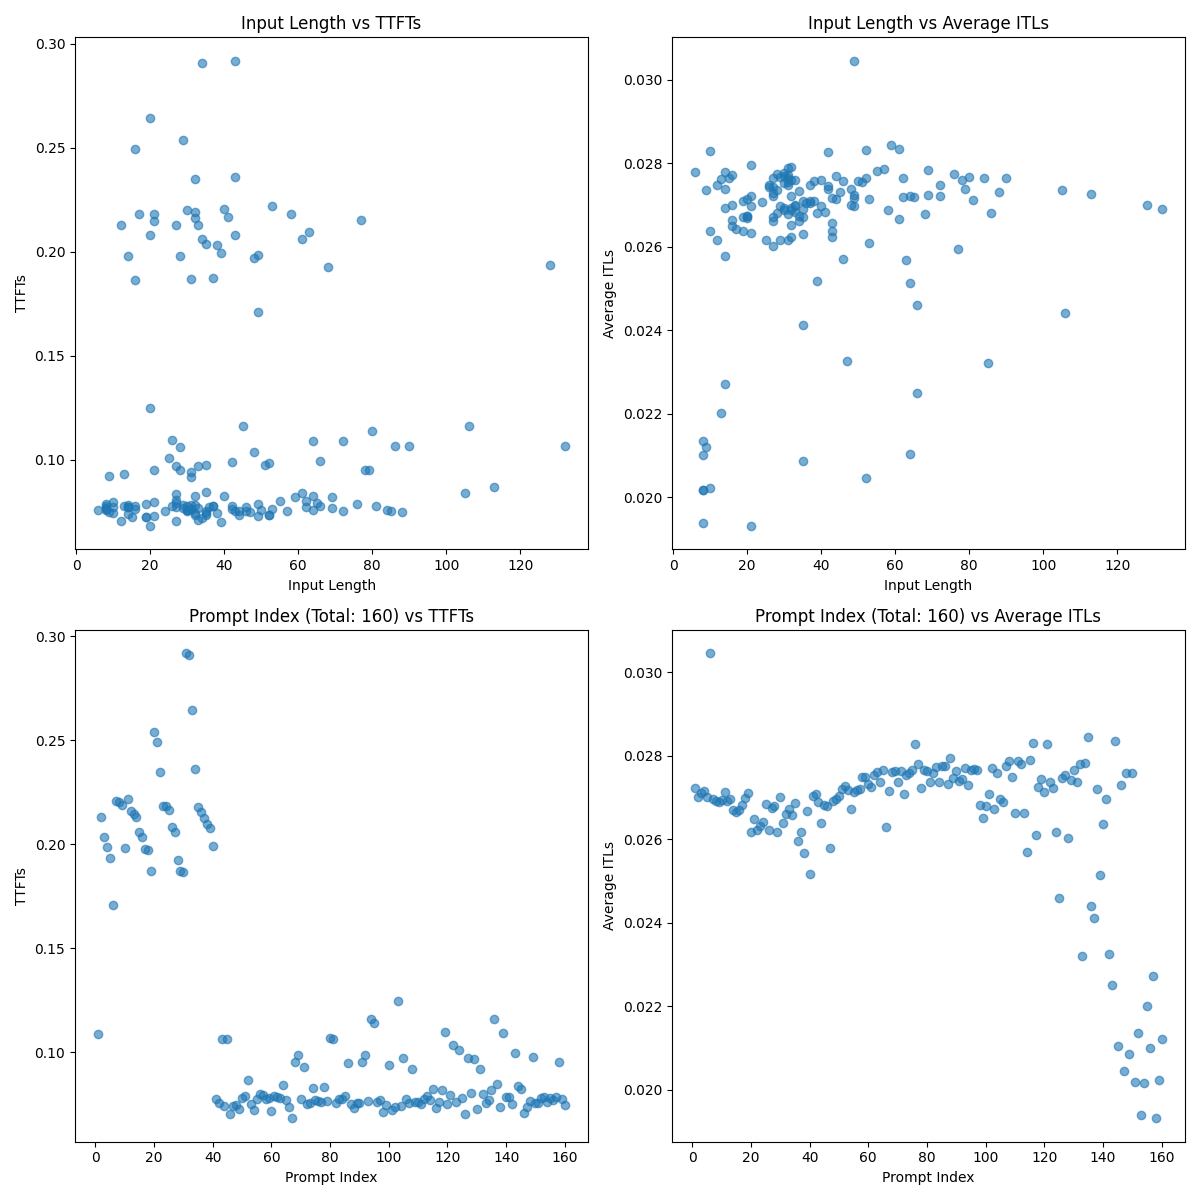 Input Length vs TTFTs
0.30
0.25
0.20
0.15
0.10
TTFTs
0 20 40 60 80 100 120
Input Length
Input Length vs Average ITLs
0.030
0.028
0.026
0.024
0.022
0.020
Average ITLs
0 20 40 60 80 100 120
Input Length
Prompt Index (Total: 160) vs TTFTs
0.30
0.25
0.20
0.15
0.10
TTFTs
0 20 40 60 80 100 120 140 160
Prompt Index
Prompt Index (Total: 160) vs Average ITLs
0.030
0.028
0.026
0.024
0.022
0.020
Average ITLs
0 20 40 60 80 100 120 140 160
Prompt Index